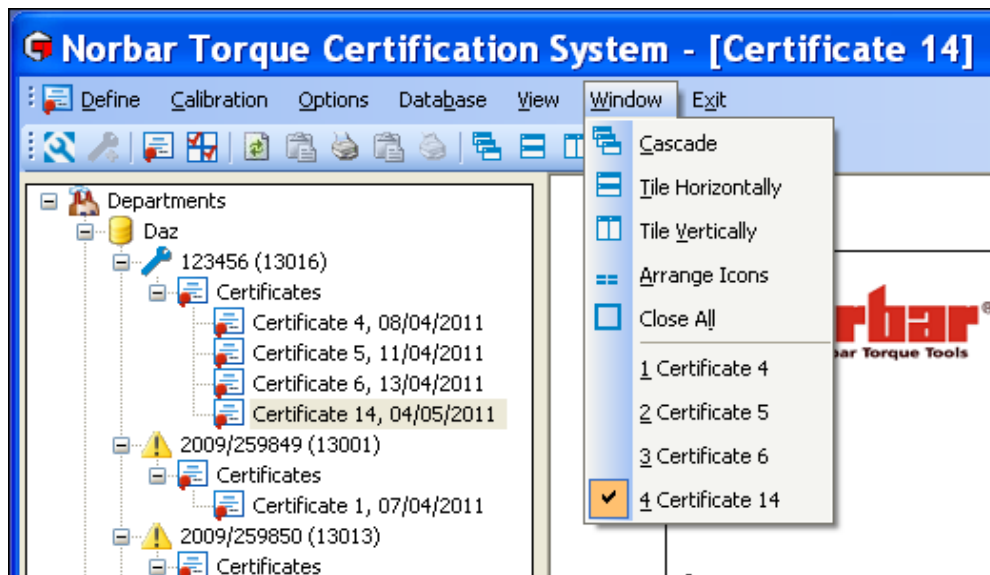 Norbar Torque Certification System - [Certificate 14]
Define Calibration Options Database View Window Exit
Cascade
Tile Horizontally
Tile Vertically
Arrange Icons
Close All
1 Certificate 4
2 Certificate 5
3 Certificate 6
4 Certificate 14
Departments
Daz
123456 (13016)
Certificates
Certificate 4, 08/04/2011
Certificate 5, 11/04/2011
Certificate 6, 13/04/2011
Certificate 14, 04/05/2011
2009/259849 (13001)
Certificates
Certificate 1, 07/04/2011
2009/259850 (13013)
Certificates
rbar®
bar Torque Tools